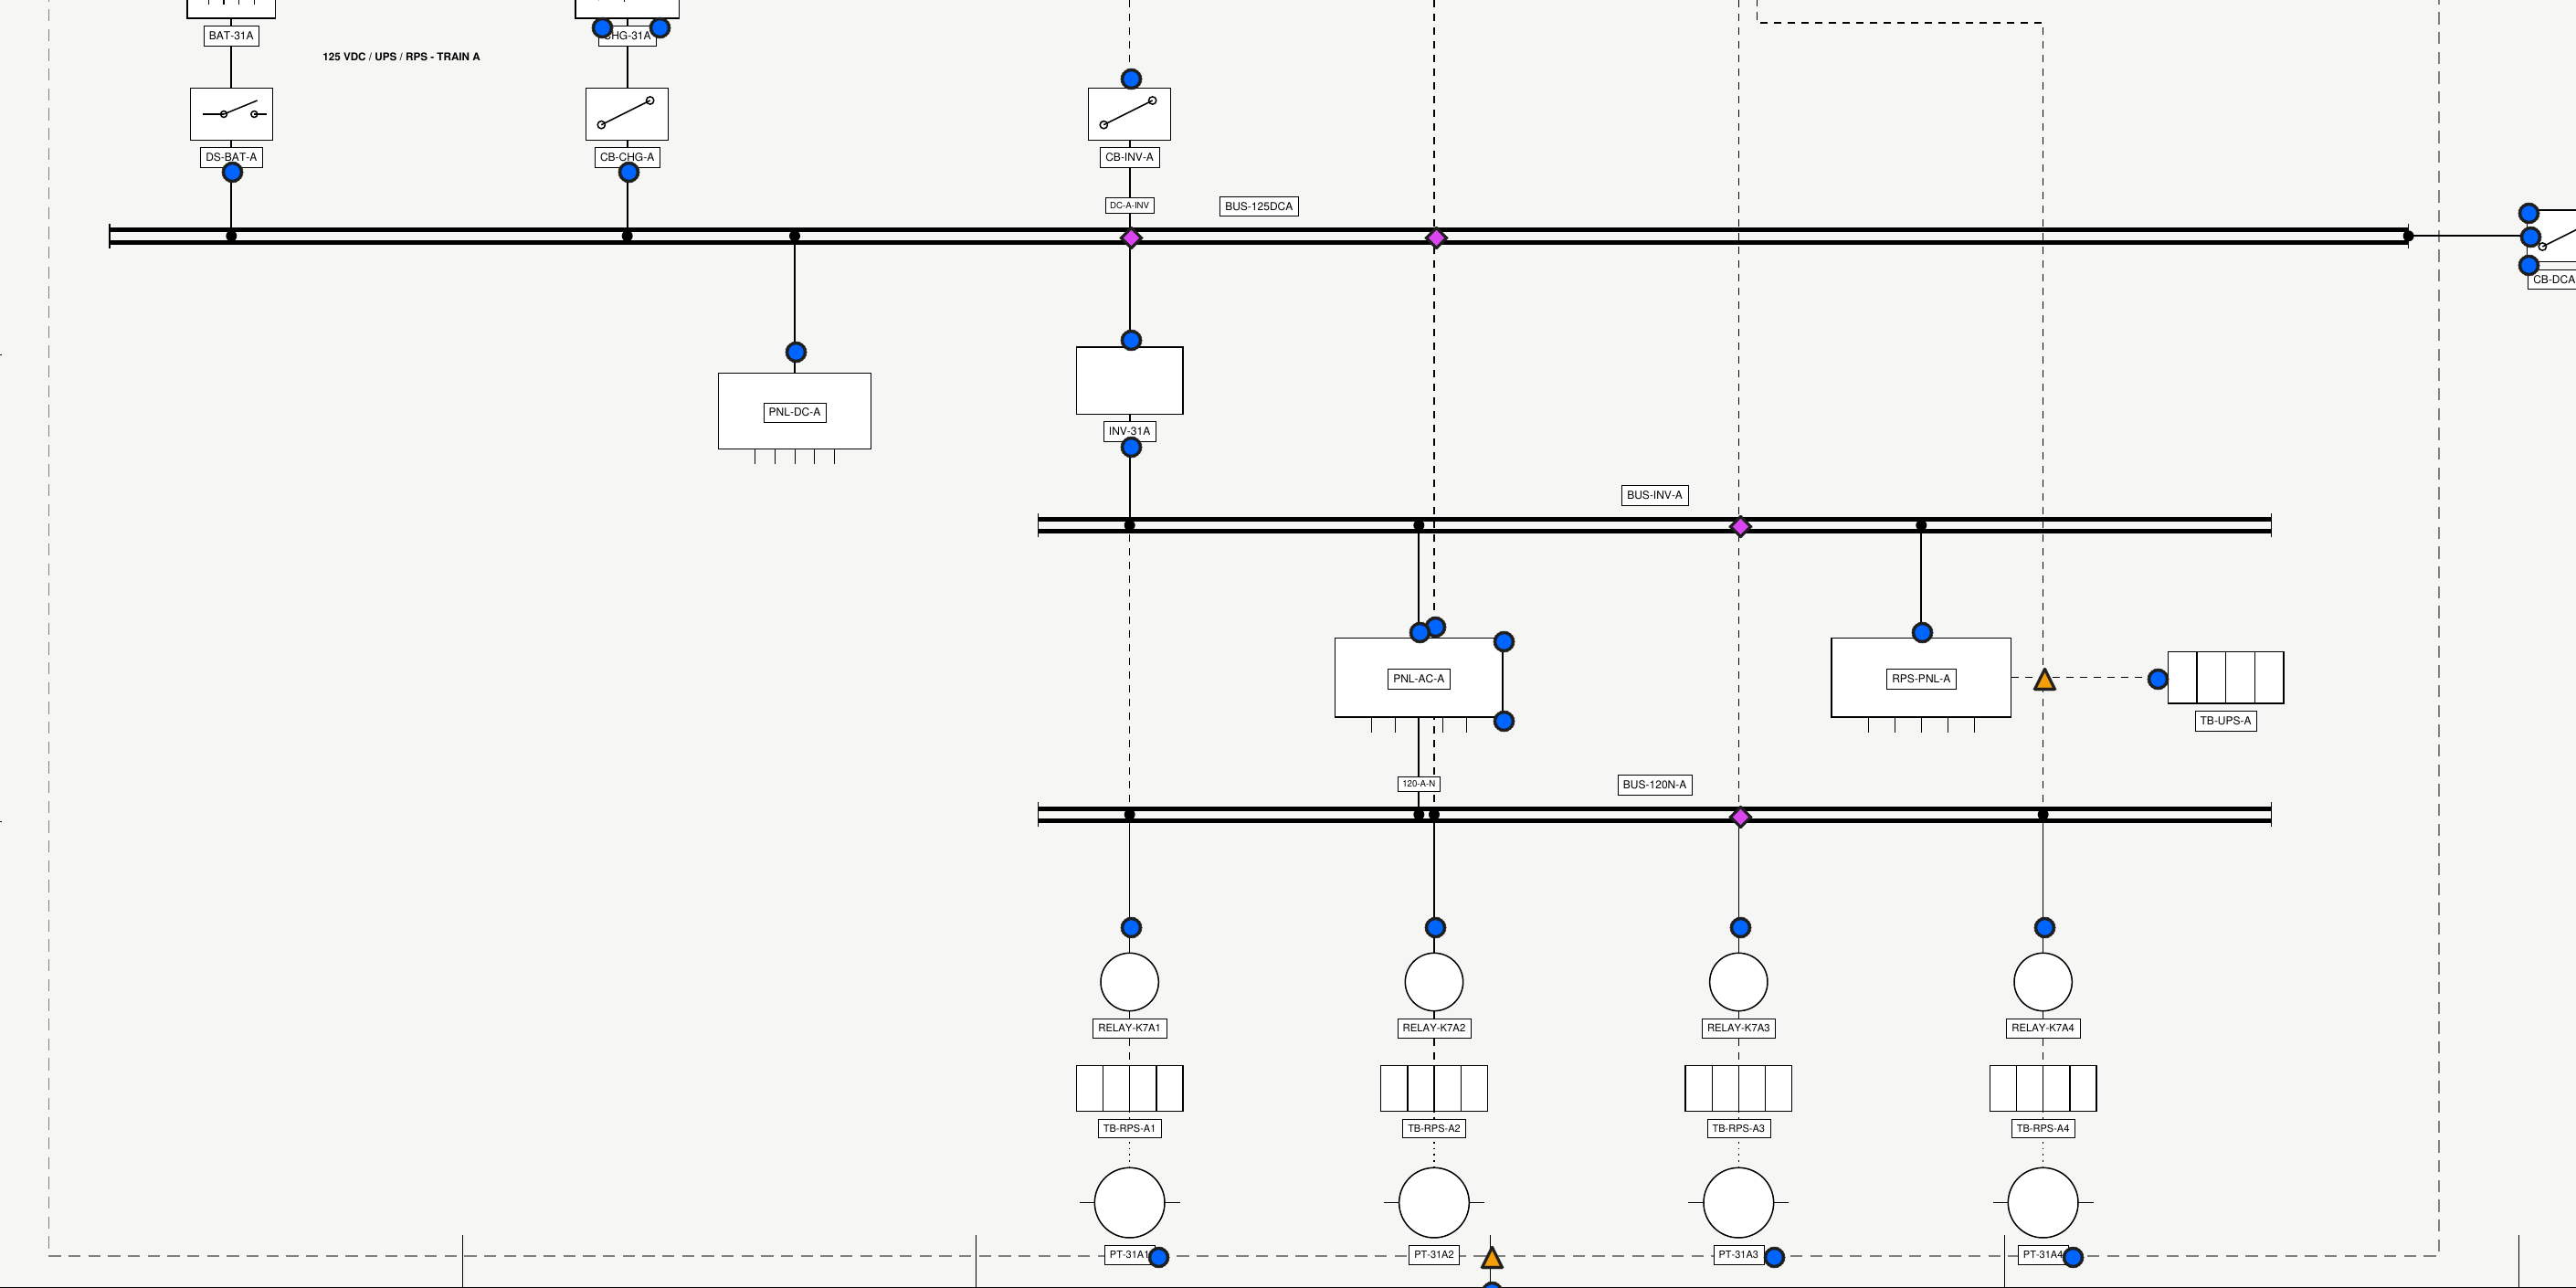 BAT-31A
CHG-31A
125 VDC / UPS / RPS - TRAIN A
DS-BAT-A
CB-CHG-A
CB-INV-A
DC-A-INV
BUS-125DCA
CB-DCA
PNL-DC-A
INV-31A
BUS-INV-A
PNL-AC-A
RPS-PNL-A
TB-UPS-A
120-A-N
BUS-120N-A
RELAY-K7A1
RELAY-K7A2
RELAY-K7A3
RELAY-K7A4
TB-RPS-A1
TB-RPS-A2
TB-RPS-A3
TB-RPS-A4
PT-31A1
PT-31A2
PT-31A3
PT-31A4